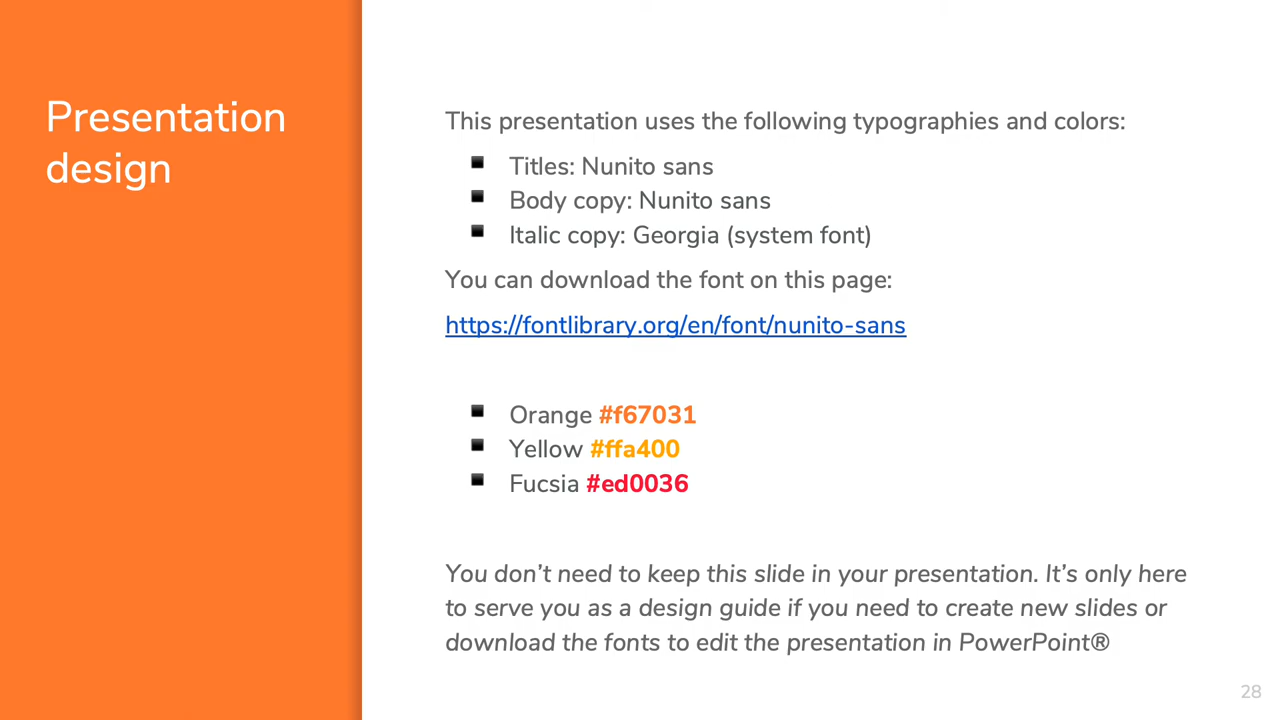 Presentation
design
This presentation uses the following typographies and colors:
Titles: Nunito sans
Body copy: Nunito sans
Italic copy: Georgia (system font)
You can download the font on this page:
https://fontlibrary.org/en/font/nunito-sans
Orange #f67031
Yellow #ffa400
Fucsia #ed0036
You don’t need to keep this slide in your presentation. It’s only here
to serve you as a design guide if you need to create new slides or
download the fonts to edit the presentation in PowerPoint®
28